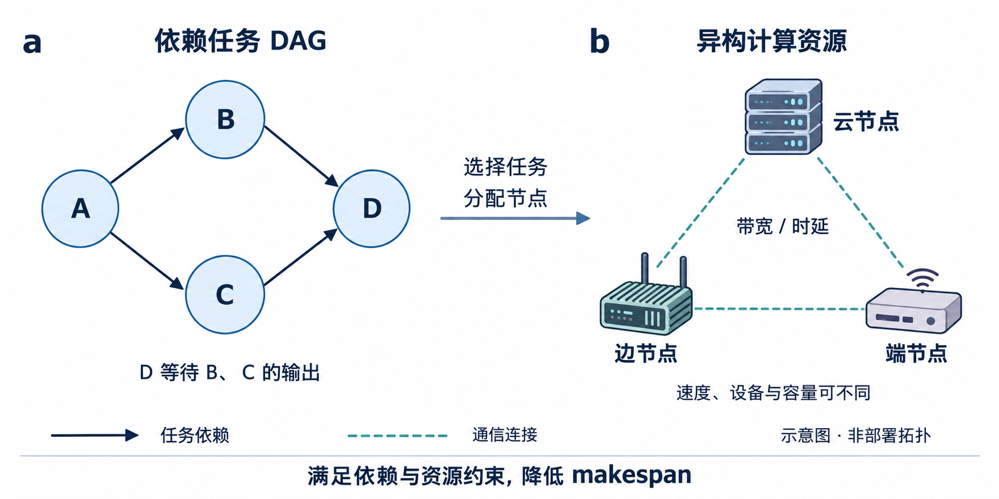 a
依赖任务 DAG
A
B
C
D
D 等待 B、 C 的输出
选择任务
分配节点
b
异构计算资源
云节点
带宽 / 时延
边节点
端节点
速度、设备与容量可不同
任务依赖
通信连接
示意图 · 非部署拓扑
满足依赖与资源约束, 降低 makespan